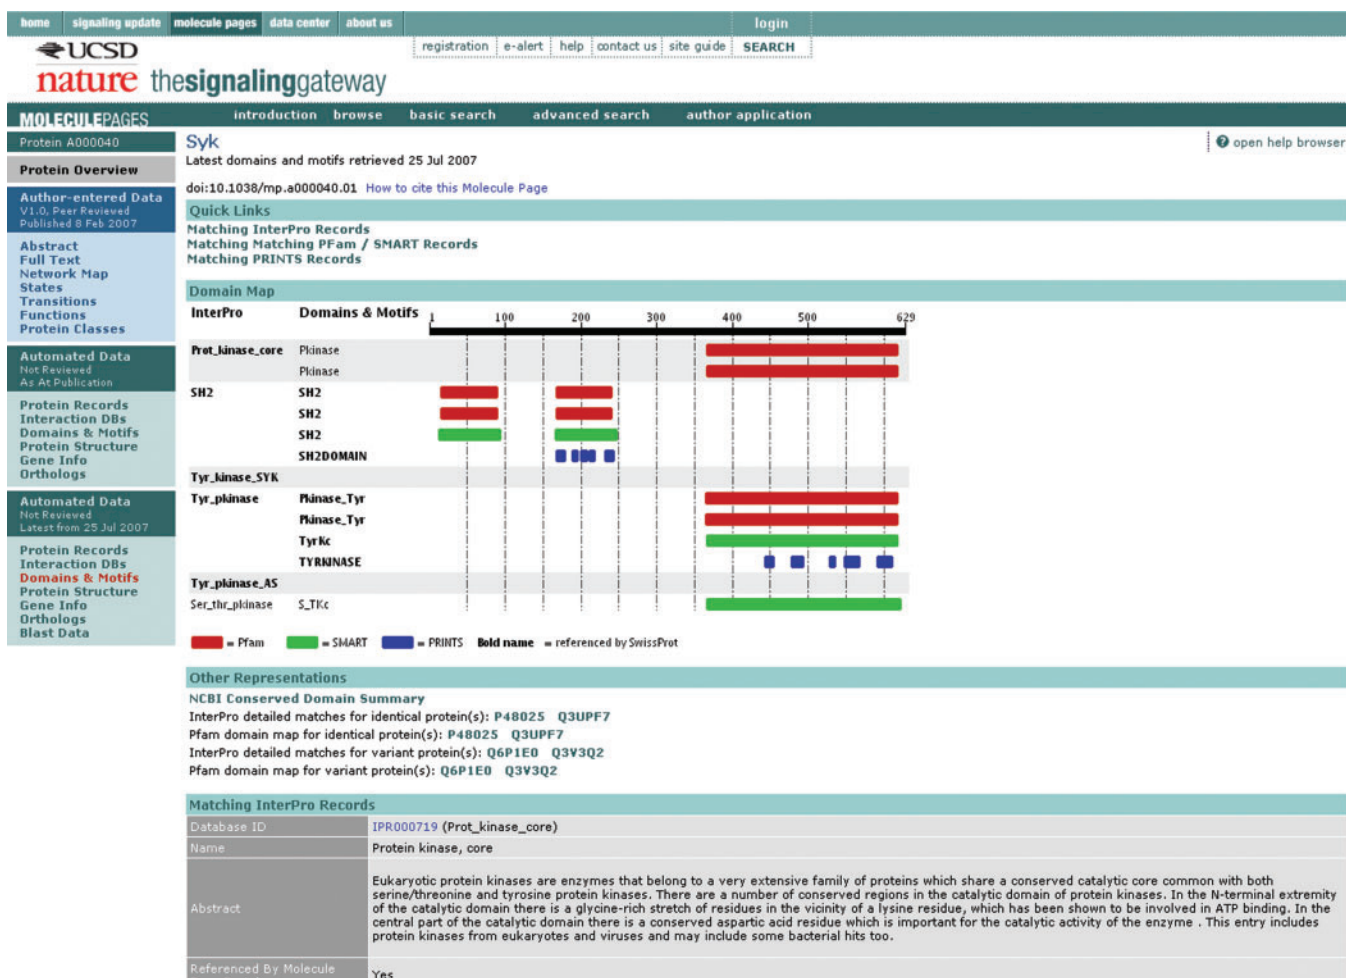 home signaling update molecule pages data center about us login
registration e-alert help contact us site guide SEARCH
UCSD
nature thesignalinggateway
MOLECULEPAGES introduction browse basic search advanced search author application
Protein A000040
Protein Overview
Author-entered Data
V1.0, Peer Reviewed
Published 8 Feb 2007
Abstract
Full Text
Network Map
States
Transitions
Functions
Protein Classes
Automated Data
Not Reviewed
As At Publication
Protein Records
Interaction DBs
Domains & Motifs
Protein Structure
Gene Info
Orthologs
Automated Data
Not Reviewed
Latest from 25 Jul 2007
Protein Records
Interaction DBs
Domains & Motifs
Protein Structure
Gene Info
Orthologs
Blast Data
Syk
? open help browser
Latest domains and motifs retrieved 25 Jul 2007
doi:10.1038/mp.a000040.01 How to cite this Molecule Page
Quick Links
Matching InterPro Records
Matching Matching PFam / SMART Records
Matching PRINTS Records
Domain Map
InterPro Domains & Motifs 1 100 200 300 400 500 629
Prot_kinase_core Pkinase
Pkinase
SH2 SH2
SH2
SH2
SH2DOMAIN
Tyr_kinase_SYK
Tyr_pkinase Pkinase_Tyr
Pkinase_Tyr
TyrKc
TYRKINASE
Tyr_pkinase_AS
Ser_thr_pkinase S_TKc
= Pfam = SMART = PRINTS Bold name = referenced by SwissProt
Other Representations
NCBI Conserved Domain Summary
InterPro detailed matches for identical protein(s): P48025 Q3UPF7
Pfam domain map for identical protein(s): P48025 Q3UPF7
InterPro detailed matches for variant protein(s): Q6P1E0 Q3V3Q2
Pfam domain map for variant protein(s): Q6P1E0 Q3V3Q2
Matching InterPro Records
Database ID IPR000719 (Prot_kinase_core)
Name Protein kinase, core
Abstract
Eukaryotic protein kinases are enzymes that belong to a very extensive family of proteins which share a conserved catalytic core common with both
serine/threonine and tyrosine protein kinases. There are a number of conserved regions in the catalytic domain of protein kinases. In the N-terminal extremity
of the catalytic domain there is a glycine-rich stretch of residues in the vicinity of a lysine residue, which has been shown to be involved in ATP binding. In the
central part of the catalytic domain there is a conserved aspartic acid residue which is important for the catalytic activity of the enzyme . This entry includes
protein kinases from eukaryotes and viruses and may include some bacterial hits too.
Referenced By Molecule Yes